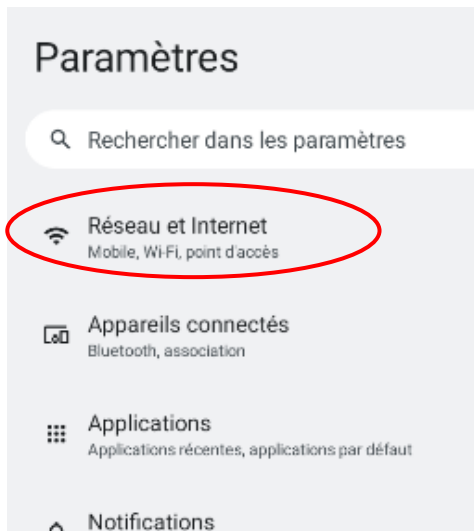 Paramètres
Rechercher dans les paramètres
Réseau et Internet
Mobile, Wi-Fi, point d'accès
Appareils connectés
Bluetooth, association
Applications
Applications récentes, applications par défaut
Notifications